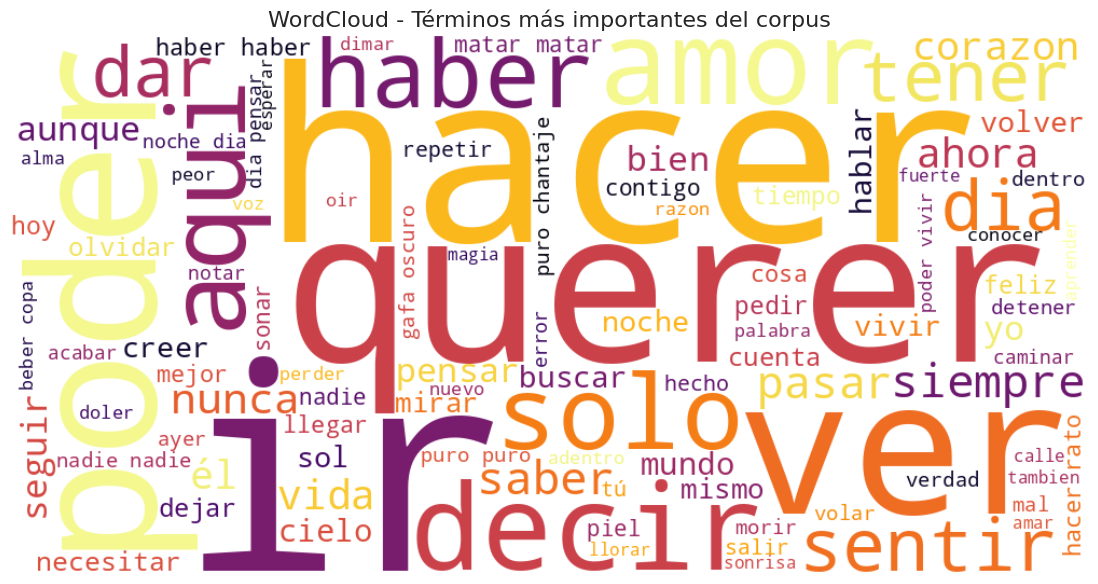 WordCloud - Términos más importantes del corpus
haber haber
dimar
matar matar
corazon
dar
haber
amor
tener
esperar
aunque
noche dia
dia pensar
hacer
volver
alma
peor
repetir
puro chantaje
bien
hablar
ahora
poder
aqui
voz
oir
contigo
razon
tiempo
fuerte
dentro
hoy
olvidar
dia
conocer
notar
gafa oscuro
querer
magia
cosa
poder vivir
aprender
sonar
pedir
feliz
detener
beber copa
error
noche
palabra
vivir
yo
acabar
creer
cuenta
caminar
mejor
perder
pensar
buscar
hecho
pasar
siempre
doler
nunca
nadie
mirar
nuevo
solo
ver
seguir
ayer
ir
llegar
nadie nadie
él
sol
puro puro
adentro
mundo
calle
saber
tú
verdad
tambien
hacer rato
dejar
vida
mismo
mal
cielo
decir
piel
morir
volar
amar
necesitar
llorar
salir
sonrisa
sentir